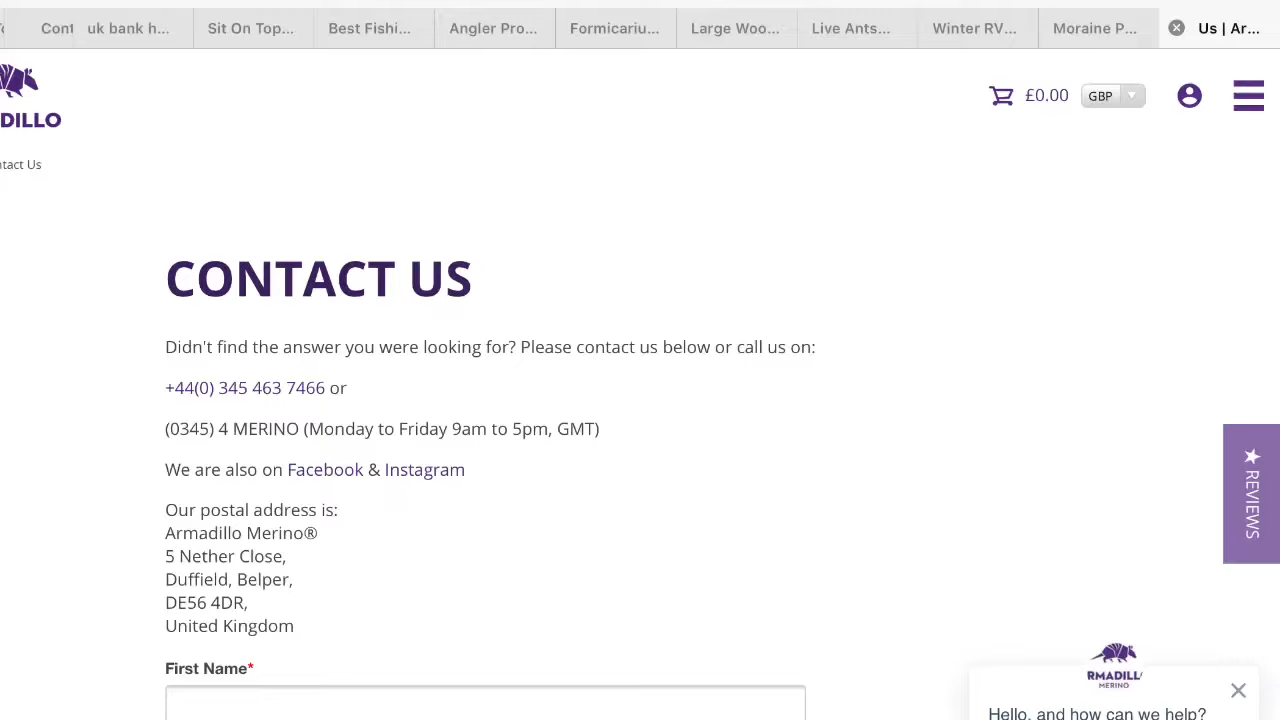 Cont uk bank h... Sit On Top... Best Fishi... Angler Pro... Formicariu... Large Woo... Live Ants... Winter RV... Moraine P... Us | Ar...
DILLO
£0.00 GBP
ntact Us
CONTACT US
Didn't find the answer you were looking for? Please contact us below or call us on:
+44(0) 345 463 7466 or
(0345) 4 MERINO (Monday to Friday 9am to 5pm, GMT)
We are also on Facebook & Instagram
★ REVIEWS
Our postal address is:
Armadillo Merino®
5 Nether Close,
Duffield, Belper,
DE56 4DR,
United Kingdom
First Name*
RMADILL
MERINO
Hello, and how can we help?